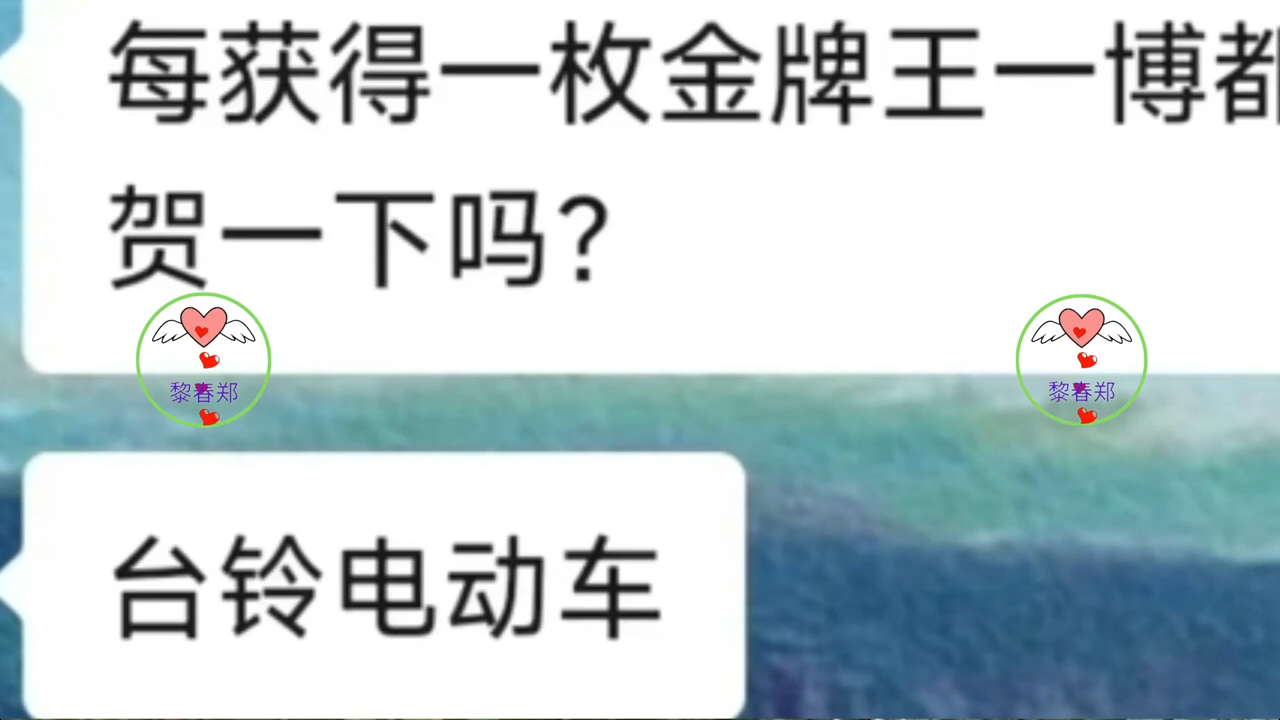 每获得一枚金牌王一博都
贺一下吗？
黎春郑
黎春郑
台铃电动车